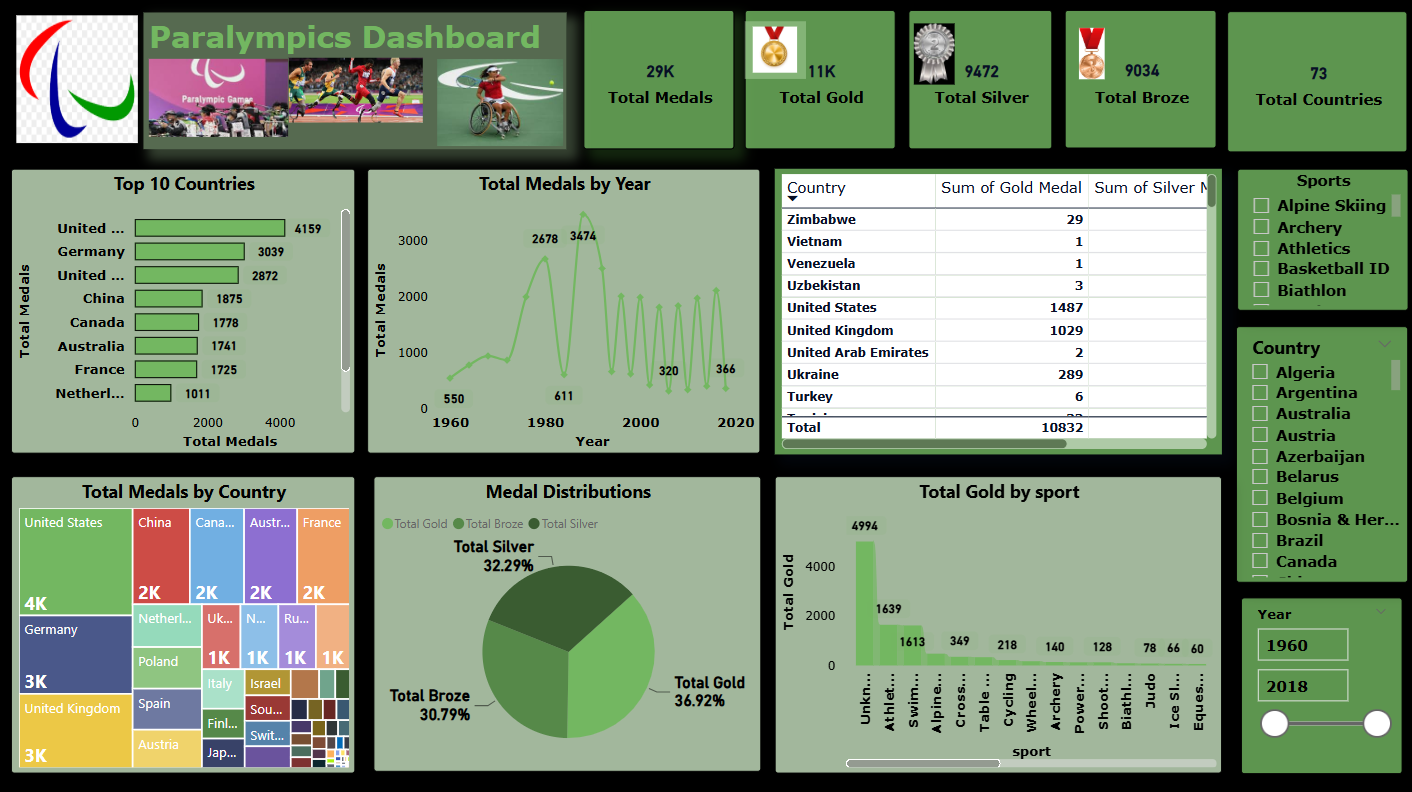 Paralympics Dashboard
Paralympic Games
29K
Total Medals
11K
Total Gold
9472
Total Silver
9034
Total Broze
73
Total Countries
Top 10 Countries
Total Medals
United ... 4159
Germany 3039
United ... 2872
China 1875
Canada 1778
Australia 1741
France 1725
Netherl... 1011
0 2000 4000
Total Medals
Total Medals by Year
Total Medals
3000
2000
1000
0
2678
3474
550
611
320
366
1960 1980 2000 2020
Year
Country Sum of Gold Medal Sum of Silver M
Zimbabwe 29
Vietnam 1
Venezuela 1
Uzbekistan 3
United States 1487
United Kingdom 1029
United Arab Emirates 2
Ukraine 289
Turkey 6
Total 10832
Sports
Alpine Skiing
Archery
Athletics
Basketball ID
Biathlon
Country
Algeria
Argentina
Australia
Austria
Azerbaijan
Belarus
Belgium
Bosnia & Her...
Brazil
Canada
Total Medals by Country
United States
4K
Germany
3K
United Kingdom
3K
China
2K
Cana...
2K
Austr...
2K
France
2K
Netherl...
Poland
Spain
Austria
Uk...
1K
N...
1K
Ru...
1K
1K
Italy
Finl...
Jap...
Israel
Sou...
Swit...
Medal Distributions
Total Gold Total Broze Total Silver
Total Silver
32.29%
Total Broze
30.79%
Total Gold
36.92%
Total Gold by sport
Total Gold
4000
2000
0
4994
1639
1613
349
218
140
128
78
66
60
Unkn...
Athlet...
Swim...
Alpine...
Cross...
Table ...
Cycling
Wheel...
Archery
Power...
Shoot...
Biathl...
Judo
Ice Sl...
Eques...
sport
Year
1960
2018